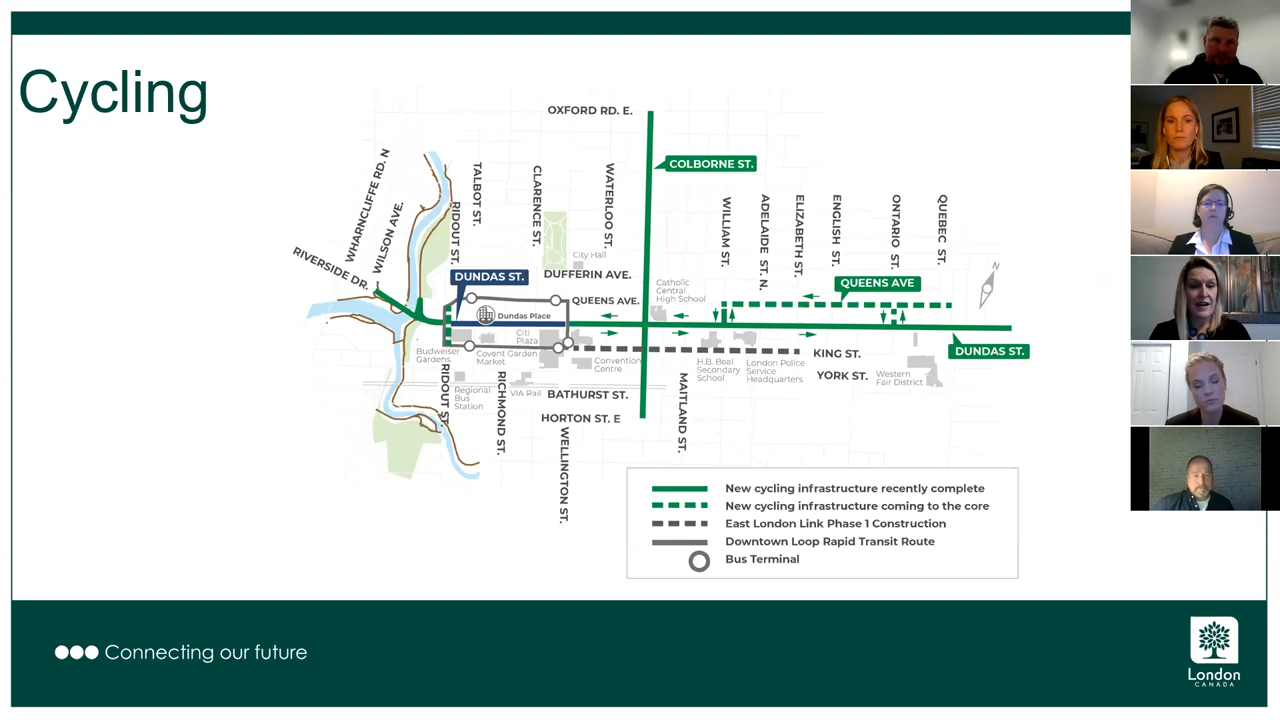 Cycling
OXFORD RD. E.
COLBORNE ST.
WHARNCLIFFE RD. N
WILSON AVE.
RIVERSIDE DR.
RIDOUT ST.
TALBOT ST.
CLARENCE ST.
WATERLOO ST.
WILLIAM ST.
ADELAIDE ST. N.
ELIZABETH ST.
ENGLISH ST.
ONTARIO ST.
QUEBEC ST.
N
City Hall
DUFFERIN AVE.
DUNDAS ST.
QUEENS AVE.
Catholic
Central
High School
QUEENS AVE
Dundas Place
Citi
Plaza
Budweiser
Gardens
Covent Garden
Market
Convention
Centre
H.B. Beal
Secondary
School
London Police
Service
Headquarters
KING ST.
YORK ST.
Western
Fair District
DUNDAS ST.
RIDOUT ST.
Regional
Bus
Station
RICHMOND ST.
VIA Rail
BATHURST ST.
HORTON ST. E
WELLINGTON ST.
MAITLAND ST.
New cycling infrastructure recently complete
New cycling infrastructure coming to the core
East London Link Phase 1 Construction
Downtown Loop Rapid Transit Route
Bus Terminal
Connecting our future
London
CANADA